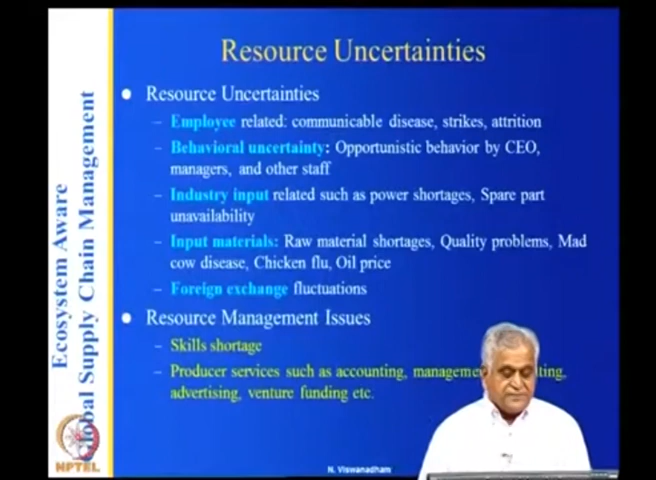 Resource Uncertainties
Resource Uncertainties
– Employee related: communicable disease, strikes, attrition
– Behavioral uncertainty: Opportunistic behavior by CEO,
managers, and other staff
– Industry input related such as power shortages, Spare part
unavailability
– Input materials: Raw material shortages, Quality problems, Mad
cow disease, Chicken flu, Oil price
– Foreign exchange fluctuations
Resource Management Issues
– Skills shortage
– Producer services such as accounting,
advertising, venture funding etc.
Ecosystem Aware
Global Supply Chain Management
NPTEL
N. Viswanadham